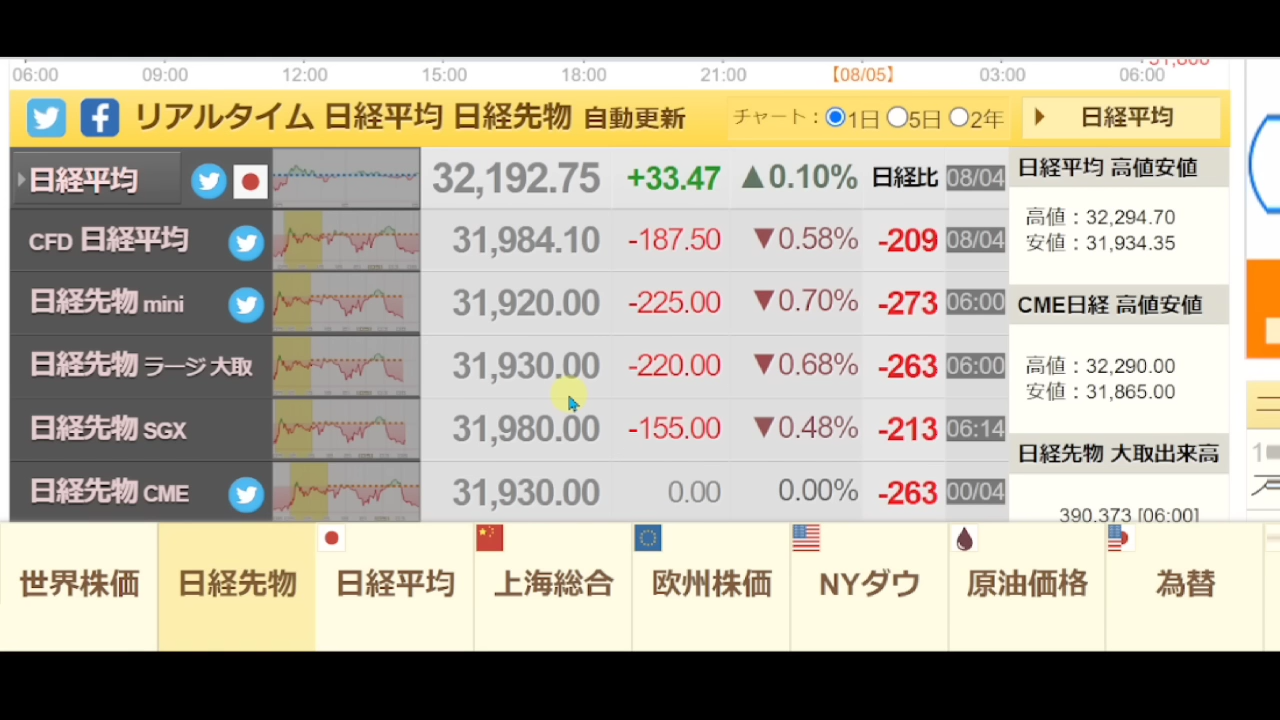 06:00 09:00 12:00 15:00 18:00 21:00 【08/05】 03:00 06:00
リアルタイム 日経平均 日経先物 自動更新 チャート： 1日 5日 2年 日経平均
日経平均 32,192.75 +33.47 ▲0.10% 日経比 08/04
CFD 日経平均 31,984.10 -187.50 ▼0.58% -209 08/04
日経先物 mini 31,920.00 -225.00 ▼0.70% -273 06:00
日経先物 ラージ 大取 31,930.00 -220.00 ▼0.68% -263 06:00
日経先物 SGX 31,980.00 -155.00 ▼0.48% -213 06:14
日経先物 CME 31,930.00 0.00 0.00% -263 00/04
日経平均 高値安値
高値：32,294.70
安値：31,934.35
CME日経 高値安値
高値：32,290.00
安値：31,865.00
日経先物 大取出来高
390,373 [06:00]
世界株価 日経先物 日経平均 上海総合 欧州株価 NYダウ 原油価格 為替